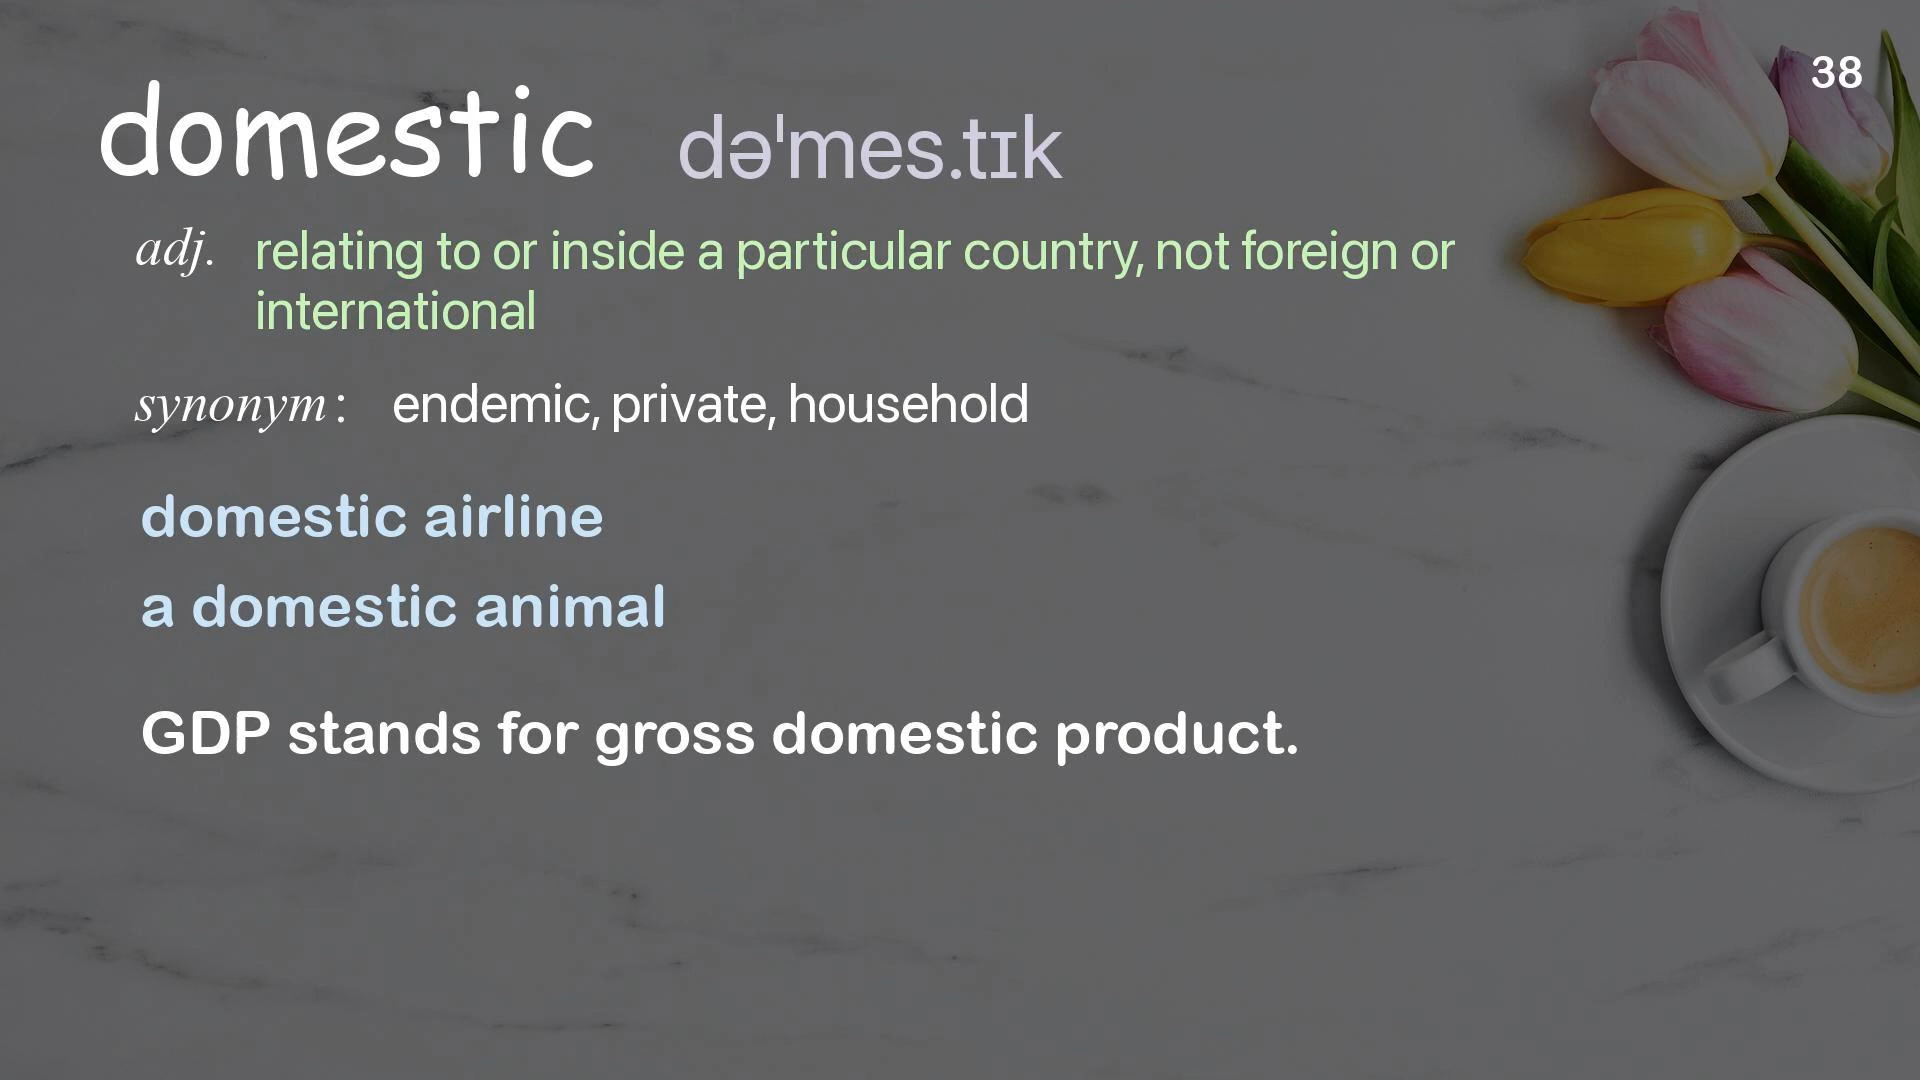 38
domestic dəˈmes.tɪk
adj. relating to or inside a particular country, not foreign or
international
synonym: endemic, private, household
domestic airline
a domestic animal
GDP stands for gross domestic product.